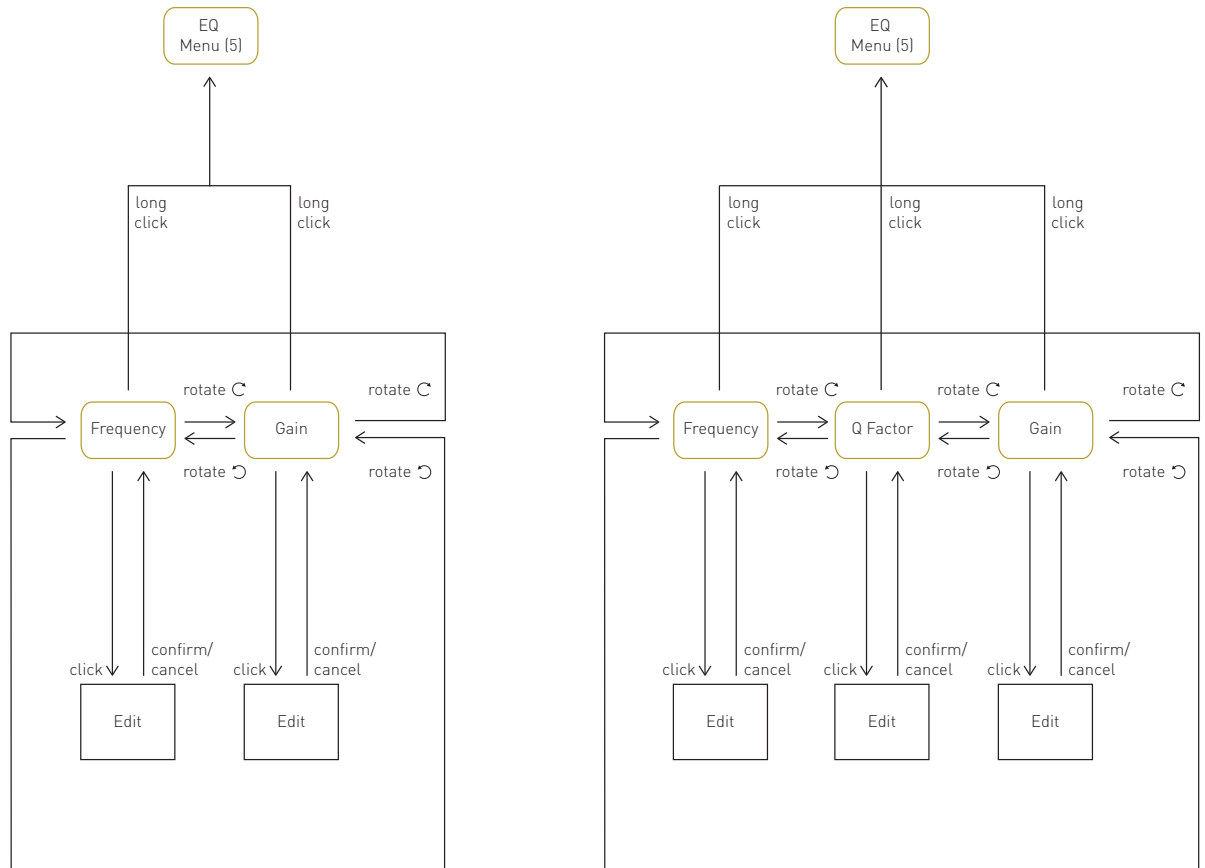 EQ
Menu (5)
EQ
Menu (5)
long
click
long
click
long
click
long
click
long
click
rotate
rotate
rotate
rotate
rotate
Frequency
Gain
Frequency
Q Factor
Gain
rotate
rotate
rotate
rotate
rotate
click
confirm/
cancel
click
confirm/
cancel
click
confirm/
cancel
click
confirm/
cancel
click
confirm/
cancel
Edit
Edit
Edit
Edit
Edit